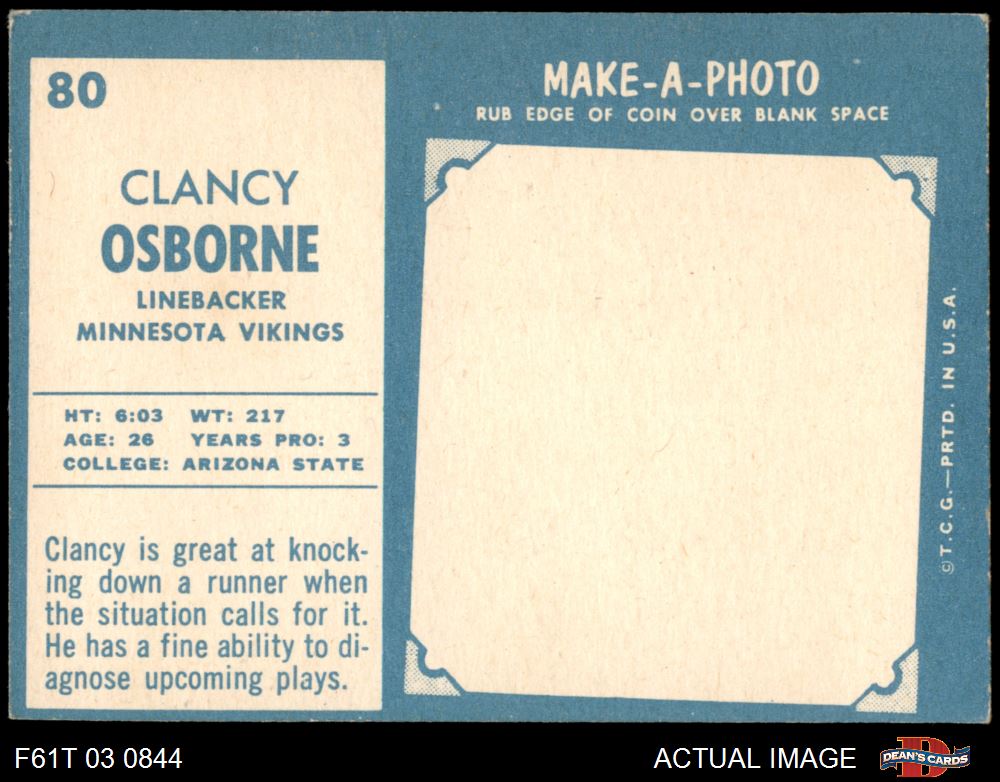 80
CLANCY
OSBORNE
LINEBACKER
MINNESOTA VIKINGS
HT: 6:03 WT: 217
AGE: 26 YEARS PRO: 3
COLLEGE: ARIZONA STATE
Clancy is great at knock-
ing down a runner when
the situation calls for it.
He has a fine ability to di-
agnose upcoming plays.
MAKE-A-PHOTO
RUB EDGE OF COIN OVER BLANK SPACE
© T.C.G.—PRTD. IN U.S.A.
F61T 03 0844
ACTUAL IMAGE
DEAN'S CARDS